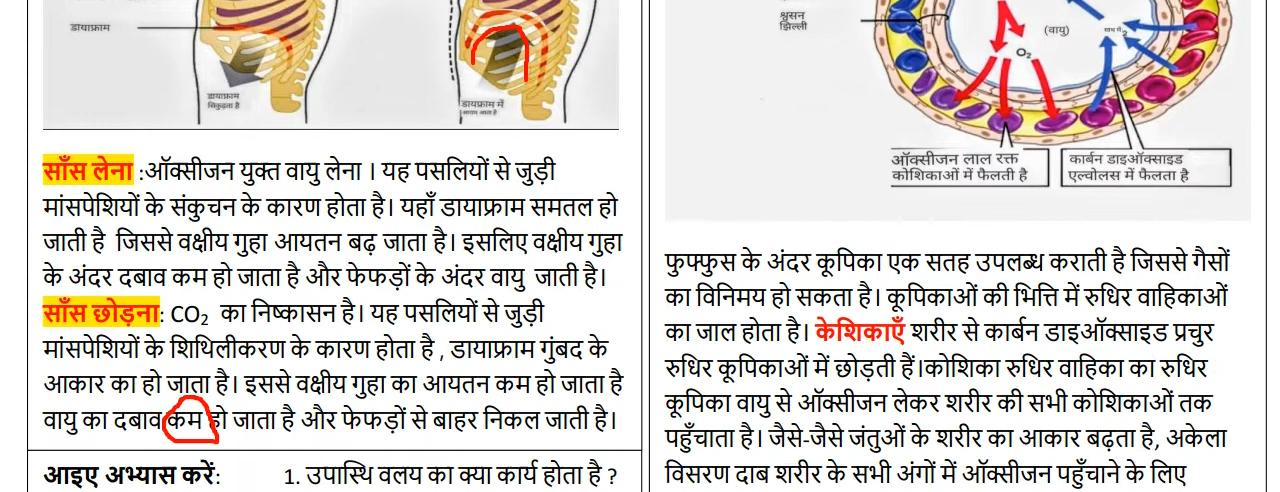 डायाफ्राम
डायाफ्राम
सिकुड़ता है
डायाफ्राम में
साँस लेना :ऑक्सीजन युक्त वायु लेना । यह पसलियों से जुड़ी
मांसपेशियों के संकुचन के कारण होता है। यहाँ डायाफ्राम समतल हो
जाती है जिससे वक्षीय गुहा आयतन बढ़ जाता है। इसलिए वक्षीय गुहा
के अंदर दबाव कम हो जाता है और फेफड़ों के अंदर वायु जाती है।
साँस छोड़ना: CO₂ का निष्कासन है। यह पसलियों से जुड़ी
मांसपेशियों के शिथिलीकरण के कारण होता है , डायाफ्राम गुंबद के
आकार का हो जाता है। इससे वक्षीय गुहा का आयतन कम हो जाता है
वायु का दबाव कम हो जाता है और फेफड़ों से बाहर निकल जाती है।
आइए अभ्यास करें: 1. उपास्थि वलय का क्या कार्य होता है ?
श्वसन
झिल्ली
(वायु)
O₂
ऑक्सीजन लाल रक्त
कोशिकाओं में फैलती है
कार्बन डाइऑक्साइड
एल्वोलस में फैलता है
फुफ्फुस के अंदर कूपिका एक सतह उपलब्ध कराती है जिससे गैसों
का विनिमय हो सकता है। कूपिकाओं की भित्ति में रुधिर वाहिकाओं
का जाल होता है। केशिकाएँ शरीर से कार्बन डाइऑक्साइड प्रचुर
रुधिर कूपिकाओं में छोड़ती हैं।कोशिका रुधिर वाहिका का रुधिर
कूपिका वायु से ऑक्सीजन लेकर शरीर की सभी कोशिकाओं तक
पहुँचाता है। जैसे-जैसे जंतुओं के शरीर का आकार बढ़ता है, अकेला
विसरण दाब शरीर के सभी अंगों में ऑक्सीजन पहुँचाने के लिए